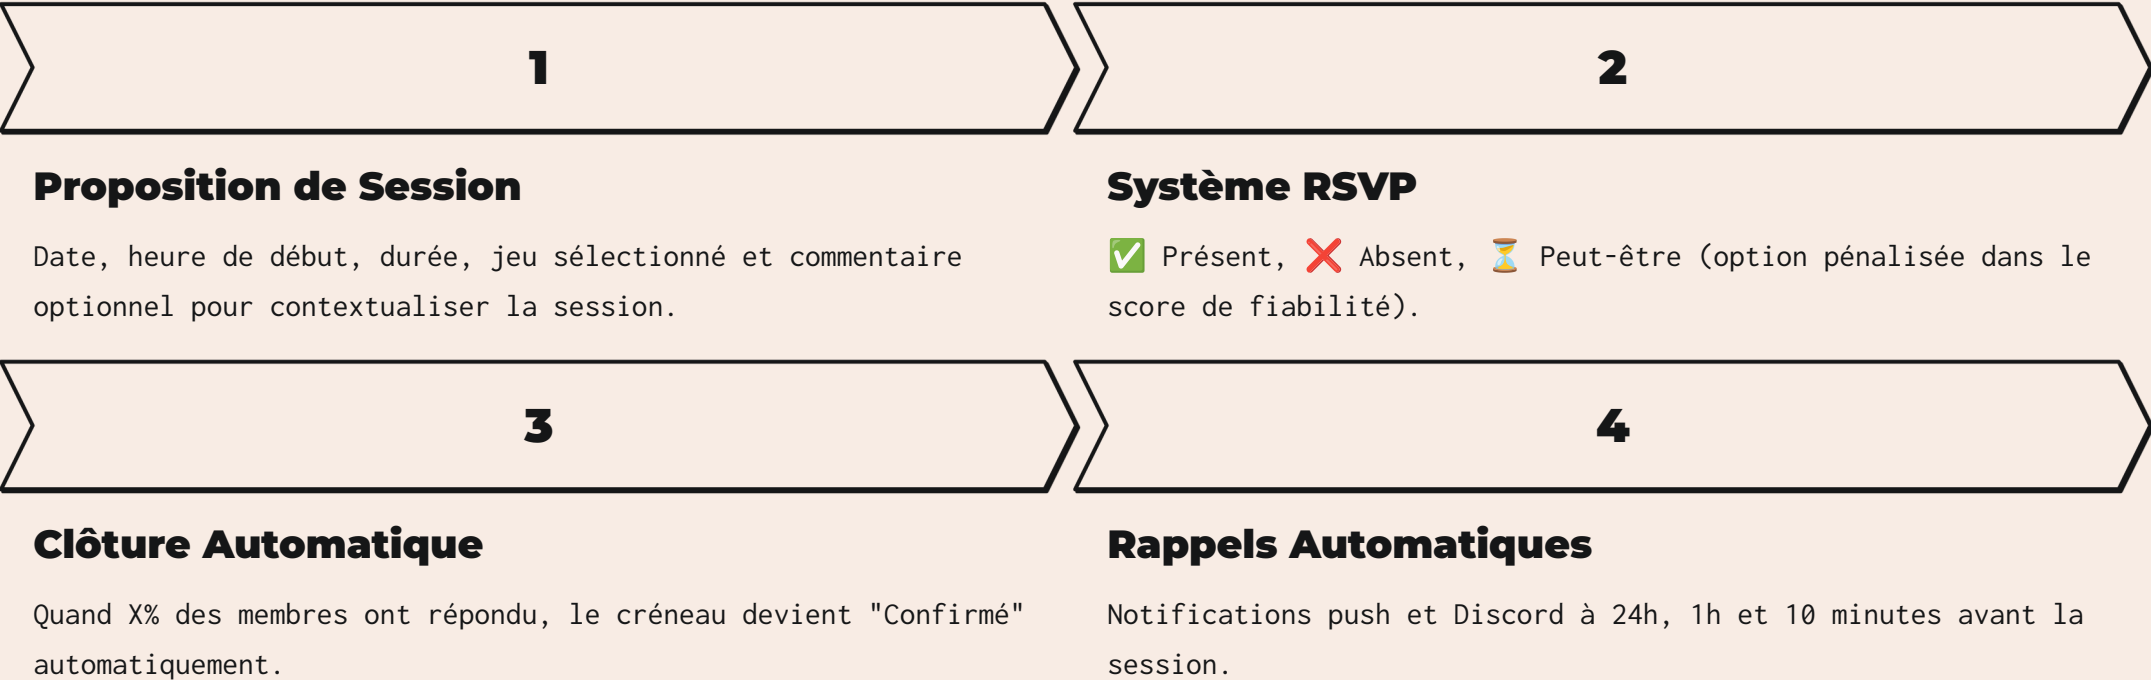 1
Proposition de Session
Date, heure de début, durée, jeu sélectionné et commentaire
optionnel pour contextualiser la session.
2
Système RSVP
✅ Présent, ❌ Absent, ⏳ Peut-être (option pénalisée dans le
score de fiabilité).
3
Clôture Automatique
Quand X% des membres ont répondu, le créneau devient "Confirmé"
automatiquement.
4
Rappels Automatiques
Notifications push et Discord à 24h, 1h et 10 minutes avant la
session.